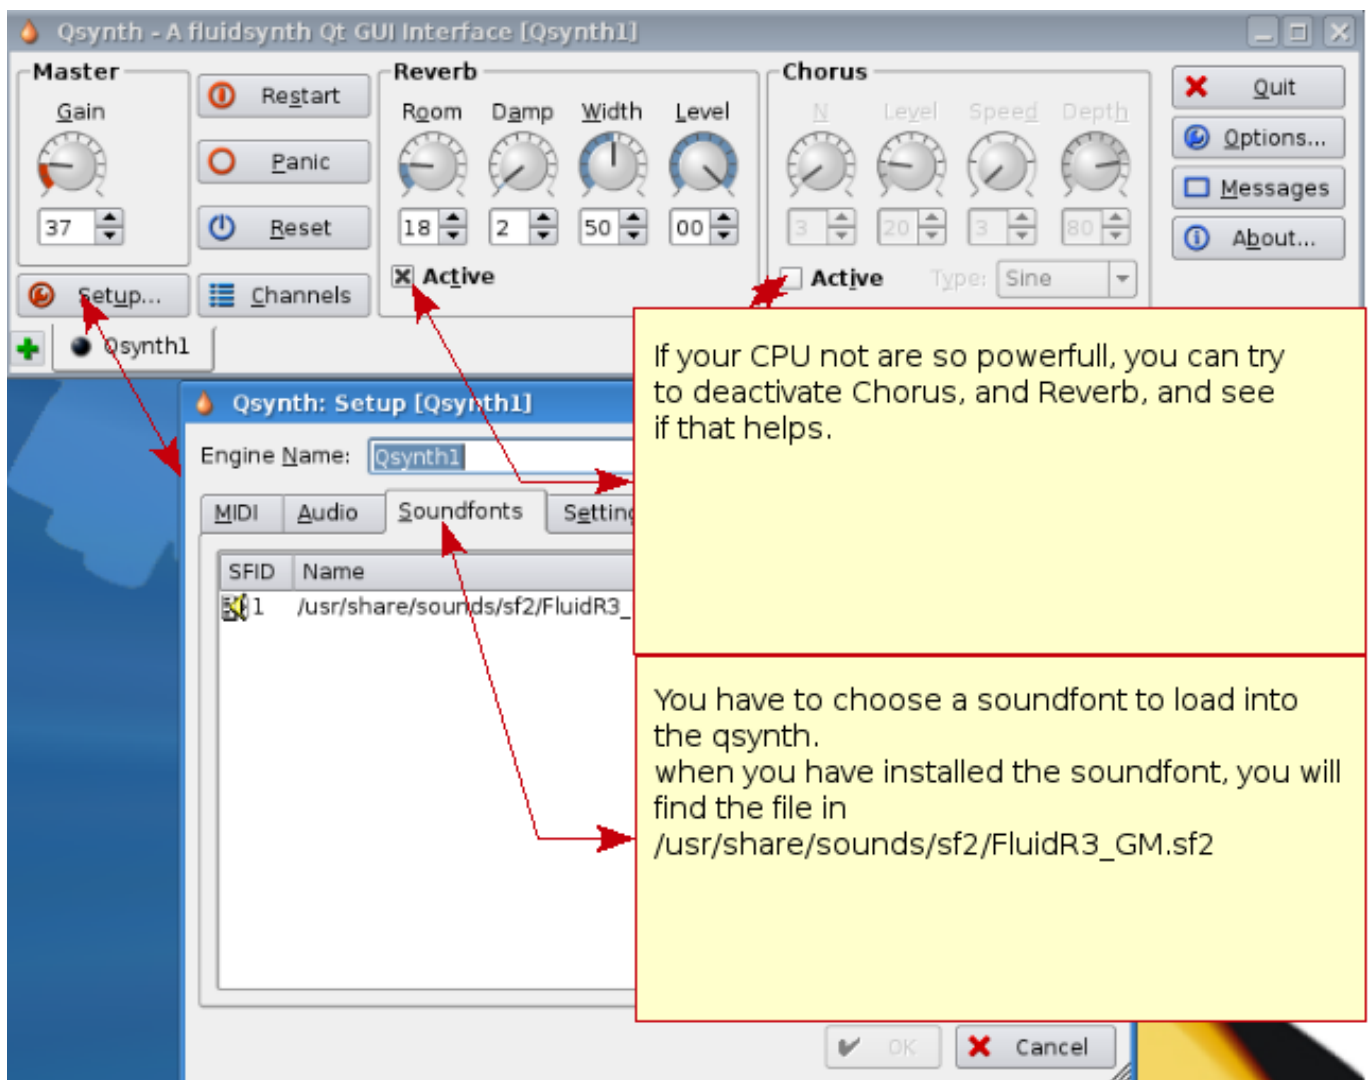 Qsynth - A fluidsynth Qt GUI Interface [Qsynth1]
Master
Gain
37
Setup...
Restart
Panic
Reset
Channels
Reverb
Room Damp Width Level
18 2 50 00
Active
Chorus
N Level Speed Depth
3 20 3 80
Active Type: Sine
Quit
Options...
Messages
About...
Qsynth1
If your CPU not are so powerfull, you can try
to deactivate Chorus, and Reverb, and see
if that helps.
Qsynth: Setup [Qsynth1]
Engine Name: Qsynth1
MIDI Audio Soundfonts Setting
SFID Name
1 /usr/share/sounds/sf2/FluidR3_
You have to choose a soundfont to load into
the qsynth.
when you have installed the soundfont, you will
find the file in
/usr/share/sounds/sf2/FluidR3_GM.sf2
OK Cancel